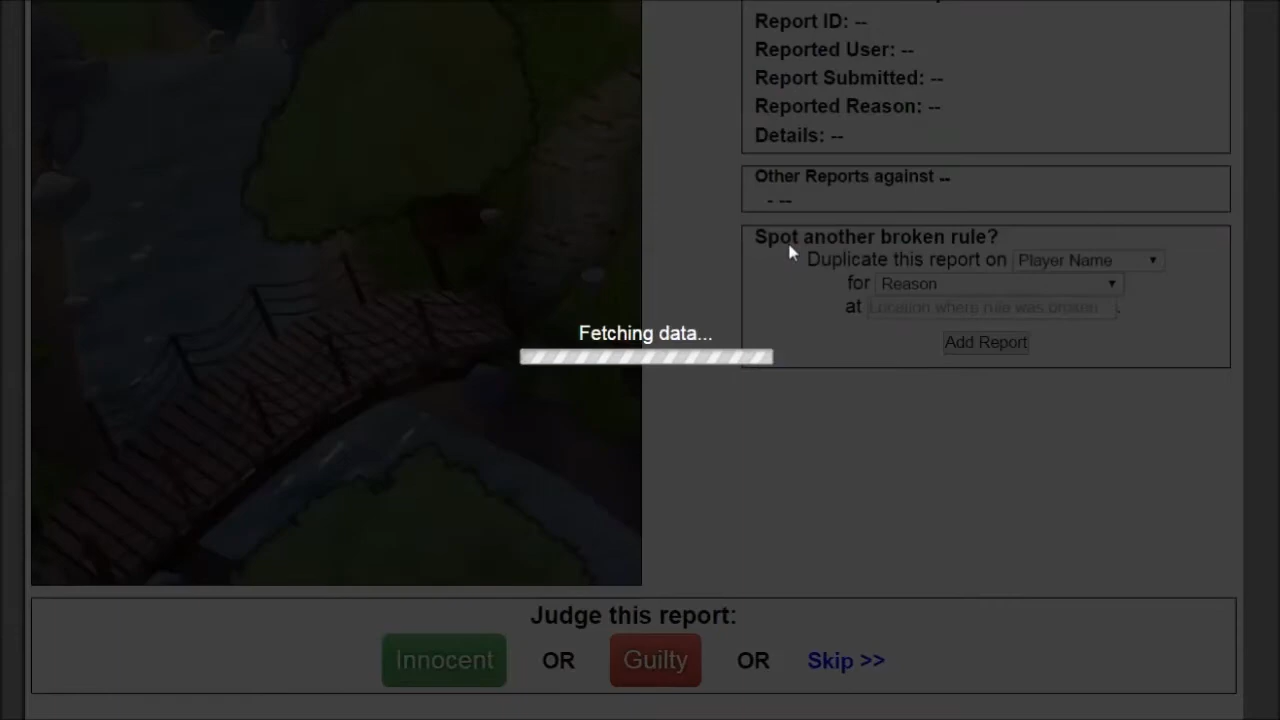 Report ID: --
Reported User: --
Report Submitted: --
Reported Reason: --
Details: --
Other Reports against --
- --
Spot another broken rule?
Duplicate this report on Player Name
for Reason
at Location where rule was broken.
Add Report
Fetching data...
Judge this report:
Innocent OR Guilty OR Skip >>